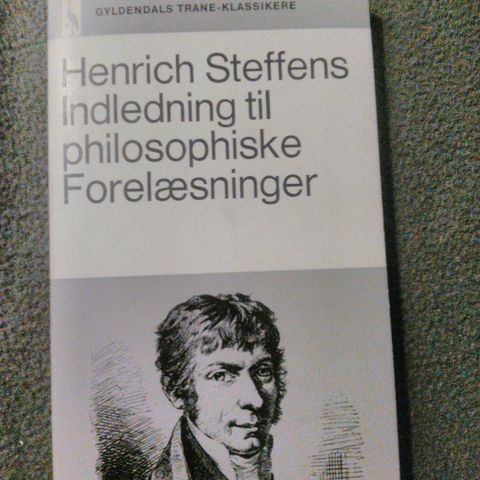 GYLDENDALS TRANE-KLASSIKERE
Henrich Steffens
Indledning til
philosophiske
Forelæsninger